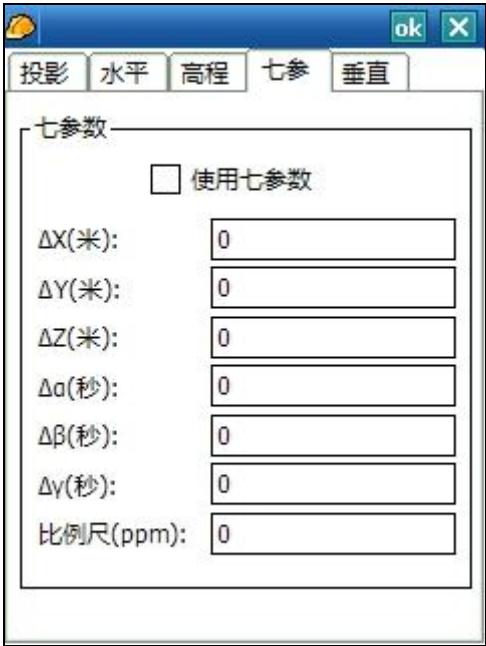 ok
投影 水平 高程 七参 垂直
七参数
使用七参数
ΔX(米): 0
ΔY(米): 0
ΔZ(米): 0
Δα(秒): 0
Δβ(秒): 0
Δγ(秒): 0
比例尺(ppm): 0